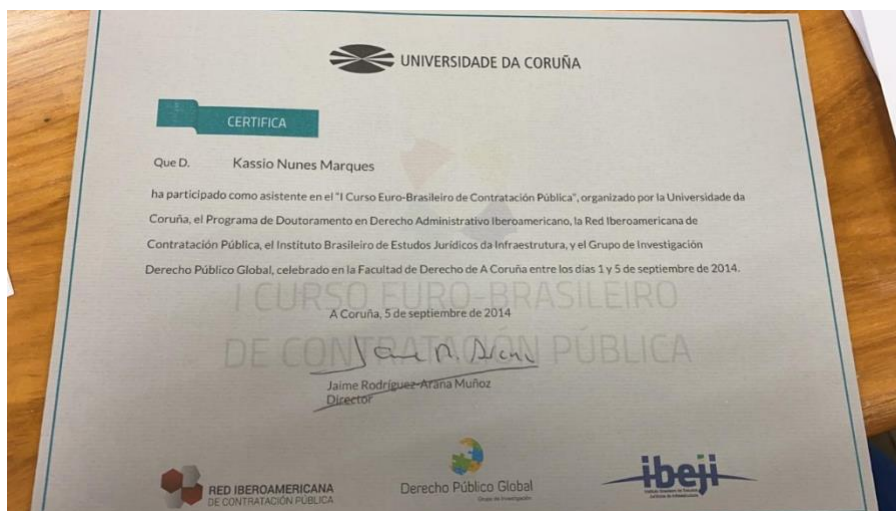 UNIVERSIDADE DA CORUÑA
CERTIFICA
Que D. Kassio Nunes Marques
ha participado como asistente en el "I Curso Euro-Brasileiro de Contratación Pública", organizado por la Universidade da
Coruña, el Programa de Doutoramento en Derecho Administrativo Iberoamericano, la Red Iberoamericana de
Contratación Pública, el Instituto Brasileiro de Estudos Jurídicos da Infraestrutura, y el Grupo de Investigación
Derecho Público Global, celebrado en la Facultad de Derecho de A Coruña entre los días 1 y 5 de septiembre de 2014.
I CURSO EURO-BRASILEIRO
A Coruña, 5 de septiembre de 2014
DE CONTRATACIÓN PÚBLICA
Jaime Rodríguez-Arana Muñoz
Director
RED IBEROAMERICANA
DE CONTRATACIÓN PÚBLICA
Derecho Público Global
Grupo de Investigación
ibeji